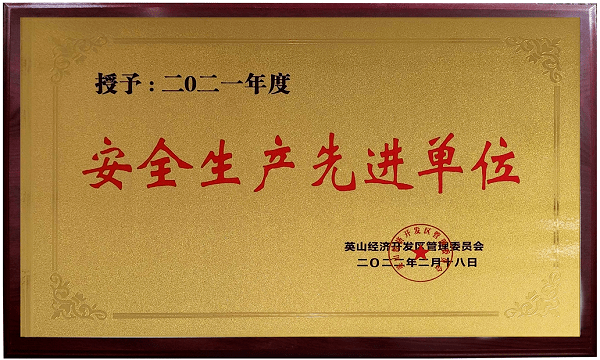 授予：二〇二一年度
安全生产先进单位
英山经济开发区管理委员会
二〇二二年二月十八日